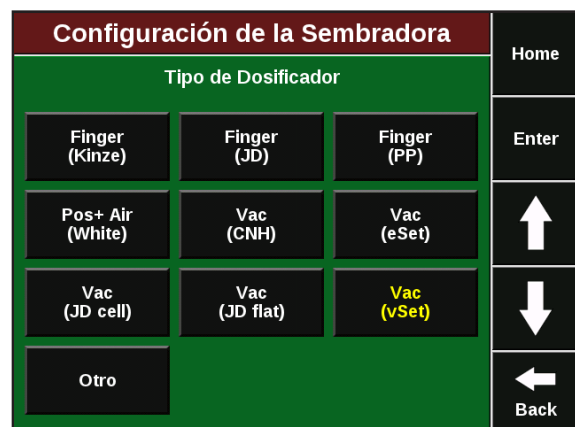 Configuración de la Sembradora
Home
Tipo de Dosificador
Finger
(Kinze)
Finger
(JD)
Finger
(PP)
Enter
Pos+ Air
(White)
Vac
(CNH)
Vac
(eSet)
Vac
(JD cell)
Vac
(JD flat)
Vac
(vSet)
Otro
Back